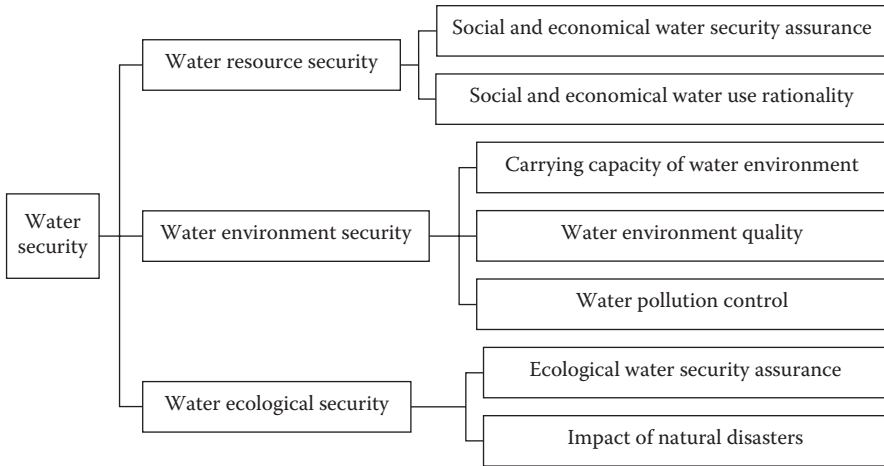 Water
security
Water resource security
Social and economical water security assurance
Social and economical water use rationality
Water environment security
Carrying capacity of water environment
Water environment quality
Water pollution control
Water ecological security
Ecological water security assurance
Impact of natural disasters